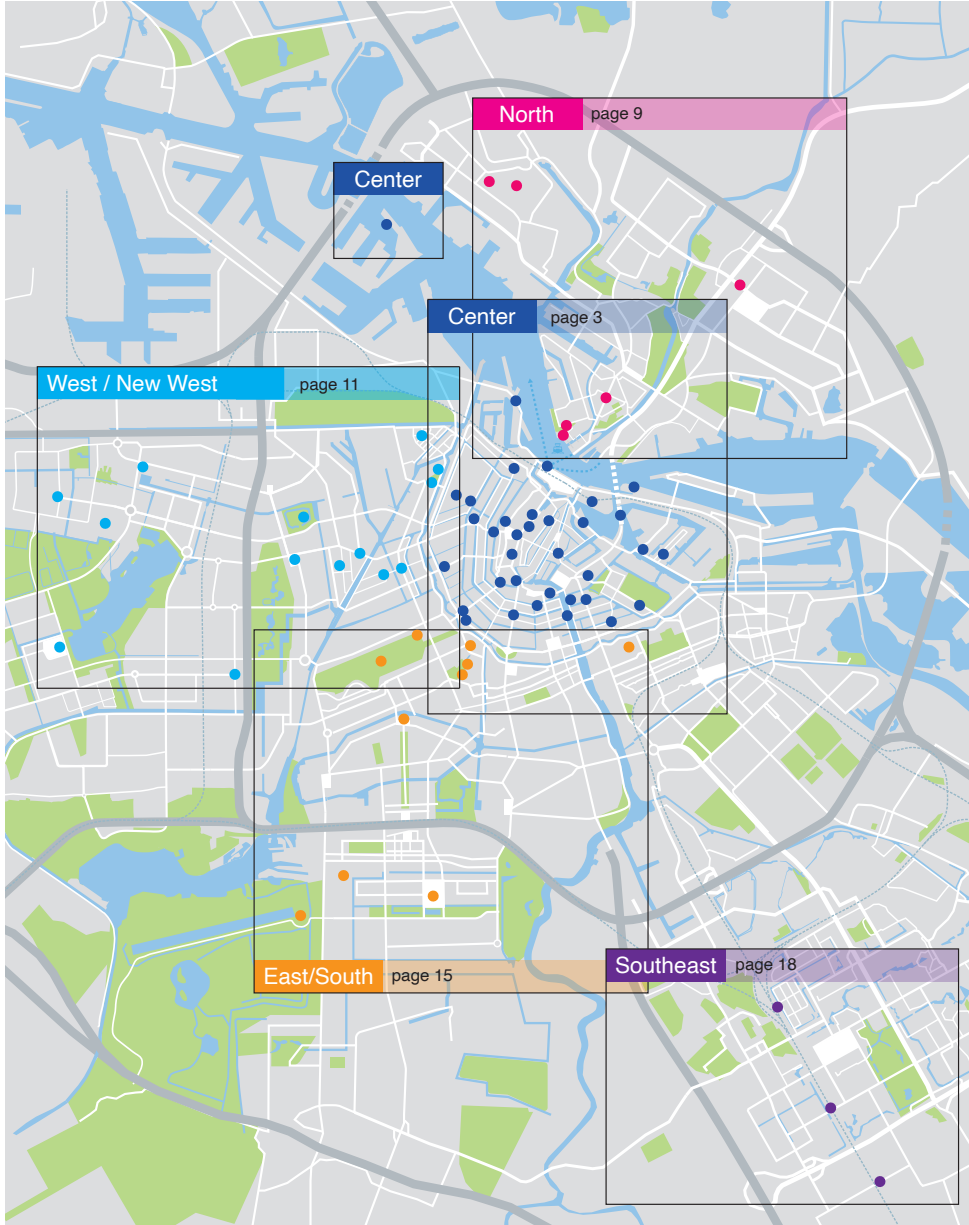 North page 9
Center
Center page 3
West / New West page 11
East/South page 15
Southeast page 18